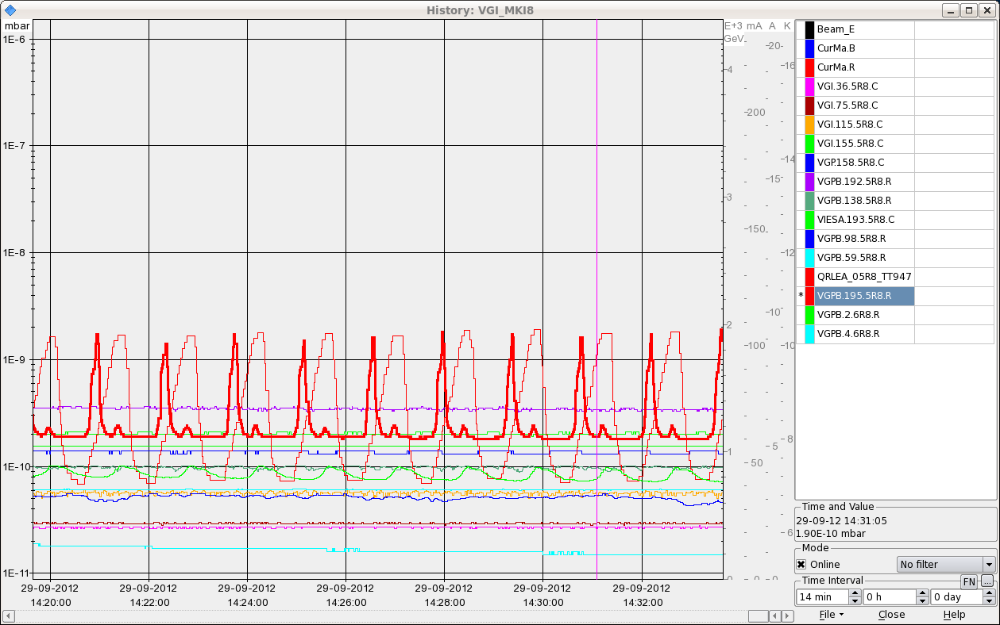 History: VGI_MKI8
mbar
1E-6
1E-7
1E-8
1E-9
1E-10
1E-11
E+3 mA A K
GeV
4
3
2
1
0
200
150
100
50
0
20
15
10
5
0
16
14
12
10
8
6
29-09-2012 29-09-2012 29-09-2012 29-09-2012 29-09-2012 29-09-2012 29-09-2012
14:20:00 14:22:00 14:24:00 14:26:00 14:28:00 14:30:00 14:32:00
Beam_E
CurMa.B
CurMa.R
VGI.36.5R8.C
VGI.75.5R8.C
VGI.115.5R8.C
VGI.155.5R8.C
VGP.158.5R8.C
VGPB.192.5R8.R
VGPB.138.5R8.R
VIESA.193.5R8.C
VGPB.98.5R8.R
VGPB.59.5R8.R
QRLEA_05R8_TT947
* VGPB.195.5R8.R
VGPB.2.6R8.R
VGPB.4.6R8.R
Time and Value
29-09-12 14:31:05
1.90E-10 mbar
Mode
Online No filter
Time Interval FN ...
14 min 0 h 0 day
File Close Help